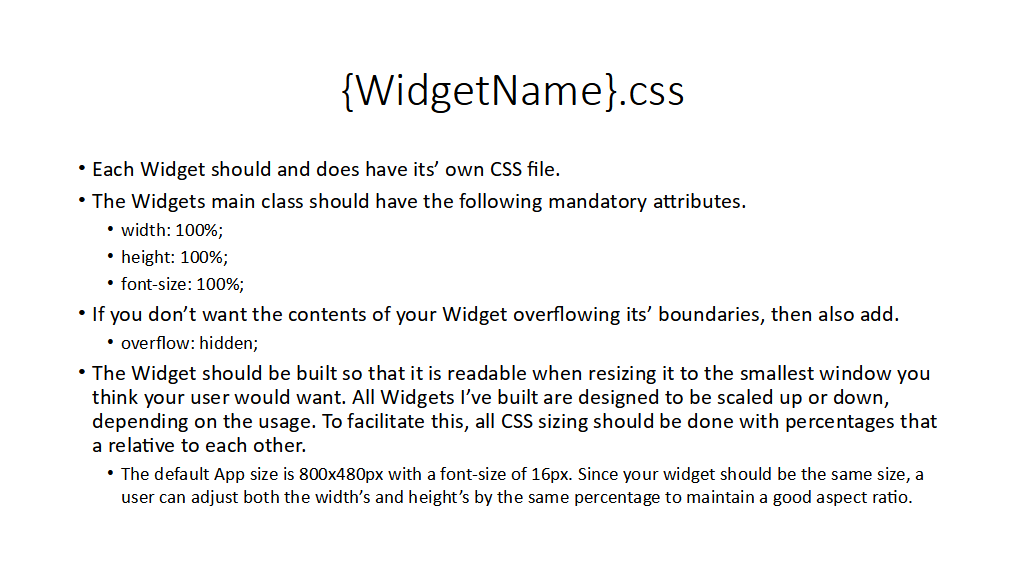 {WidgetName}.css
• Each Widget should and does have its’ own CSS file.
• The Widgets main class should have the following mandatory attributes.
• width: 100%;
• height: 100%;
• font-size: 100%;
• If you don’t want the contents of your Widget overflowing its’ boundaries, then also add.
• overflow: hidden;
• The Widget should be built so that it is readable when resizing it to the smallest window you
think your user would want. All Widgets I’ve built are designed to be scaled up or down,
depending on the usage. To facilitate this, all CSS sizing should be done with percentages that
a relative to each other.
• The default App size is 800x480px with a font-size of 16px. Since your widget should be the same size, a
user can adjust both the width’s and height’s by the same percentage to maintain a good aspect ratio.